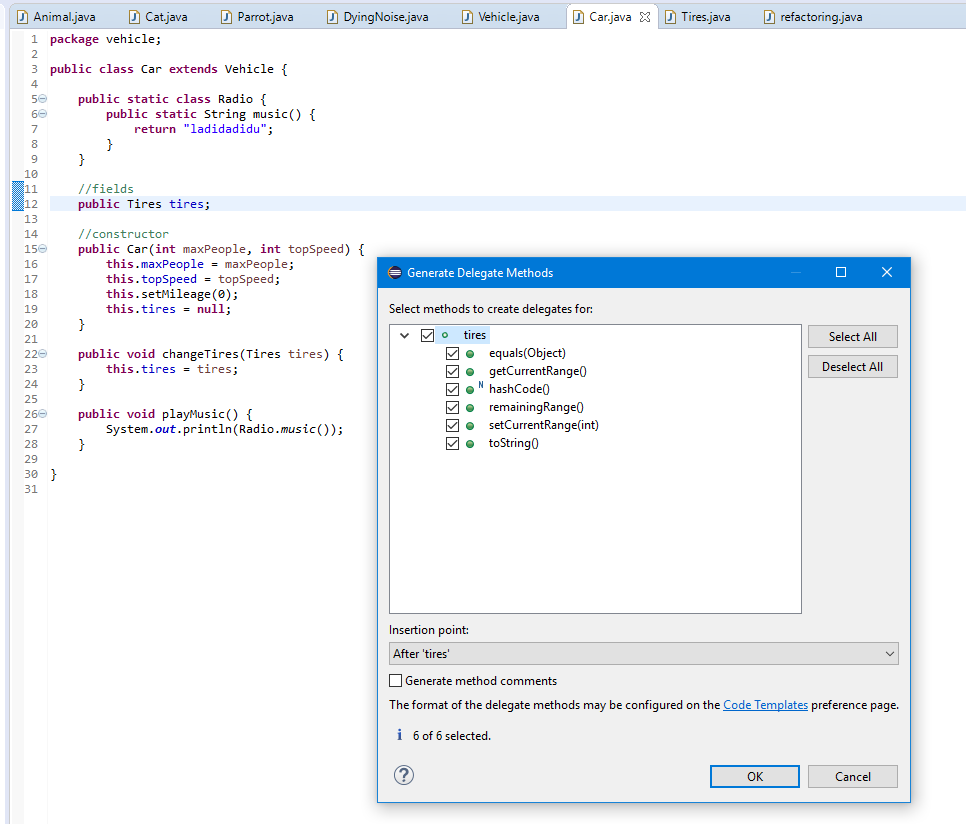 Animal.java Cat.java Parrot.java DyingNoise.java Vehicle.java Car.java Tires.java refactoring.java
1 package vehicle;
2
3 public class Car extends Vehicle {
4
5 public static class Radio {
6 public static String music() {
7 return "ladidadidu";
8 }
9 }
10
11 //fields
12 public Tires tires;
13
14 //constructor
15 public Car(int maxPeople, int topSpeed) {
16 this.maxPeople = maxPeople;
17 this.topSpeed = topSpeed;
18 this.setMileage(0);
19 this.tires = null;
20 }
21
22 public void changeTires(Tires tires) {
23 this.tires = tires;
24 }
25
26 public void playMusic() {
27 System.out.println(Radio.music());
28 }
29
30 }
31
Generate Delegate Methods
Select methods to create delegates for:
tires
equals(Object)
getCurrentRange()
N hashCode()
remainingRange()
setCurrentRange(int)
toString()
Select All
Deselect All
Insertion point:
After 'tires'
Generate method comments
The format of the delegate methods may be configured on the Code Templates preference page.
i 6 of 6 selected.
? OK Cancel